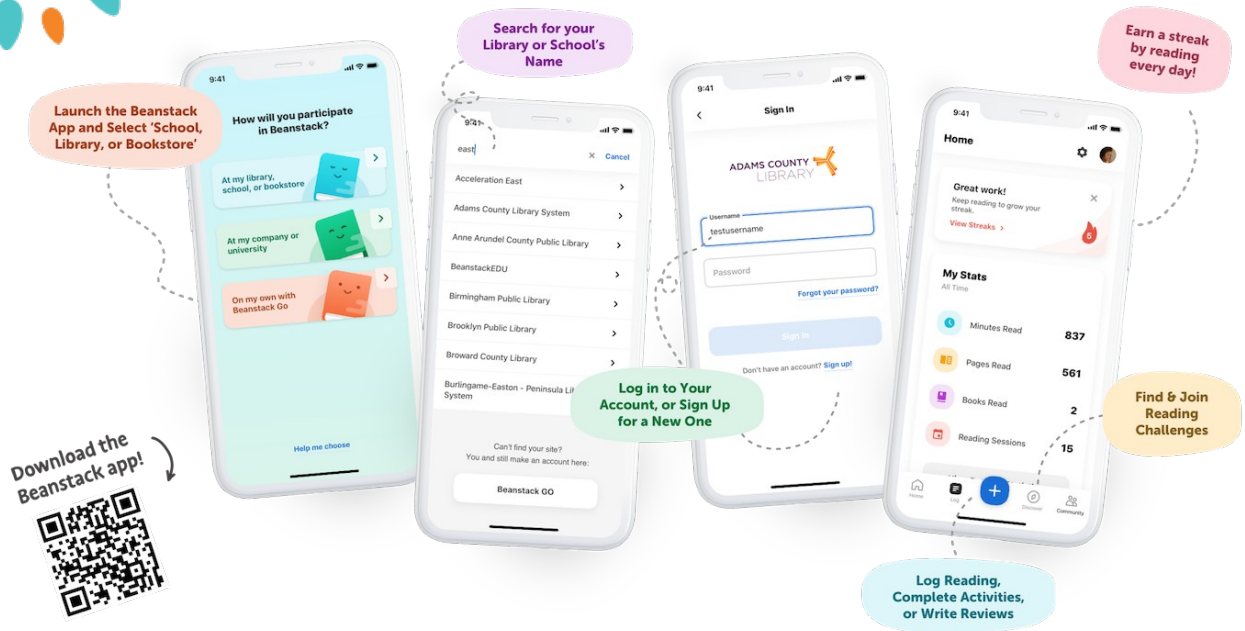 Launch the Beanstack
App and Select ‘School,
Library, or Bookstore’
9:41
How will you participate
in Beanstack?
At my library,
school, or bookstore
At my company or
university
On my own with
Beanstack Go
Help me choose
Download the
Beanstack app!
Search for your
Library or School’s
Name
9:41
east
Cancel
Acceleration East
Adams County Library System
Anne Arundel County Public Library
BeanstackEDU
Birmingham Public Library
Brooklyn Public Library
Broward County Library
Burlingame-Easton - Peninsula Li
System
Can't find your site?
You and still make an account here:
Beanstack GO
9:41
Sign In
ADAMS COUNTY
LIBRARY
Username
testusername
Password
Forgot your password?
Sign In
Don't have an account? Sign up!
Log in to Your
Account, or Sign Up
for a New One
Earn a streak
by reading
every day!
9:41
Home
Great work!
Keep reading to grow your
streak.
View Streaks >
5
My Stats
All Time
Minutes Read 837
Pages Read 561
Books Read 2
Reading Sessions 15
Home
Log
Discover
Community
Find & Join
Reading
Challenges
Log Reading,
Complete Activities,
or Write Reviews